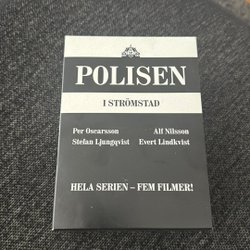 POLISEN
I STRÖMSTAD
Per Oscarsson Alf Nilsson
Stefan Ljungqvist Evert Lindkvist
HELA SERIEN – FEM FILMER!